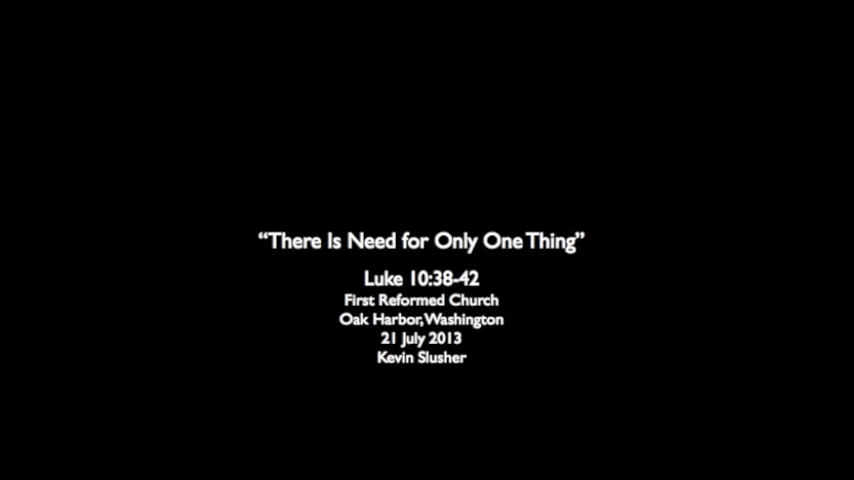 “There Is Need for Only One Thing”
Luke 10:38-42
First Reformed Church
Oak Harbor, Washington
21 July 2013
Kevin Slusher